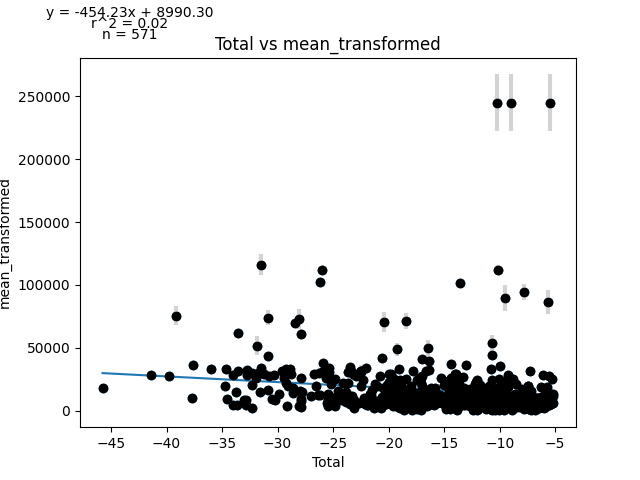 y = -454.23x + 8990.30
r^2 = 0.02
n = 571
Total vs mean_transformed
250000
200000
150000
100000
50000
0
mean_transformed
−45 −40 −35 −30 −25 −20 −15 −10 −5
Total